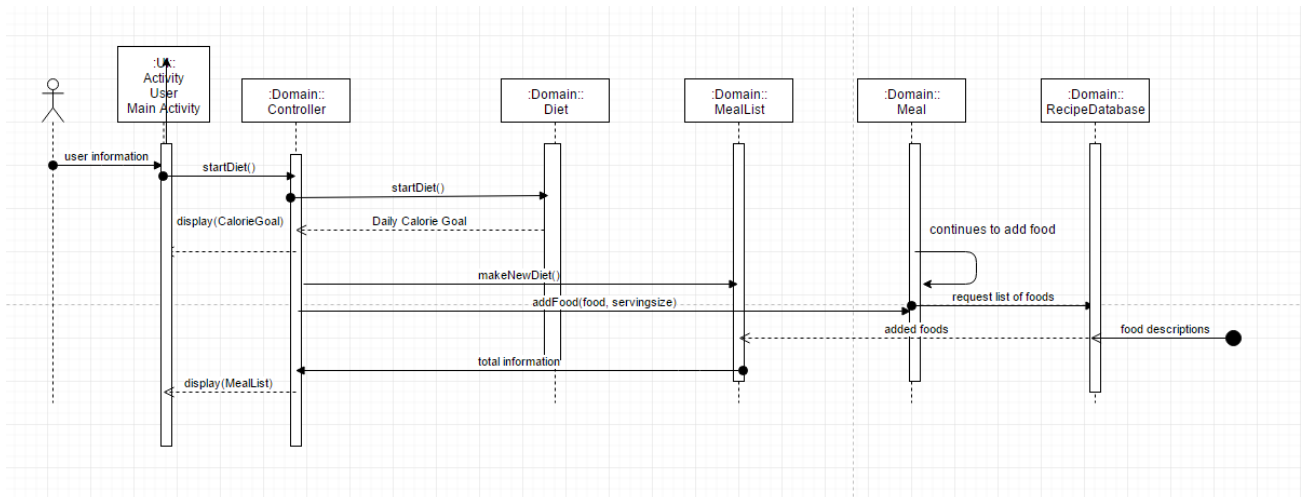 :UI::
Activity
User
Main Activity
:Domain::
Controller
:Domain::
Diet
:Domain::
MealList
:Domain::
Meal
:Domain::
RecipeDatabase
user information
startDiet()
startDiet()
display(CalorieGoal)
Daily Calorie Goal
continues to add food
makeNewDiet()
addFood(food, servingsize)
request list of foods
added foods
food descriptions
total information
display(MealList)